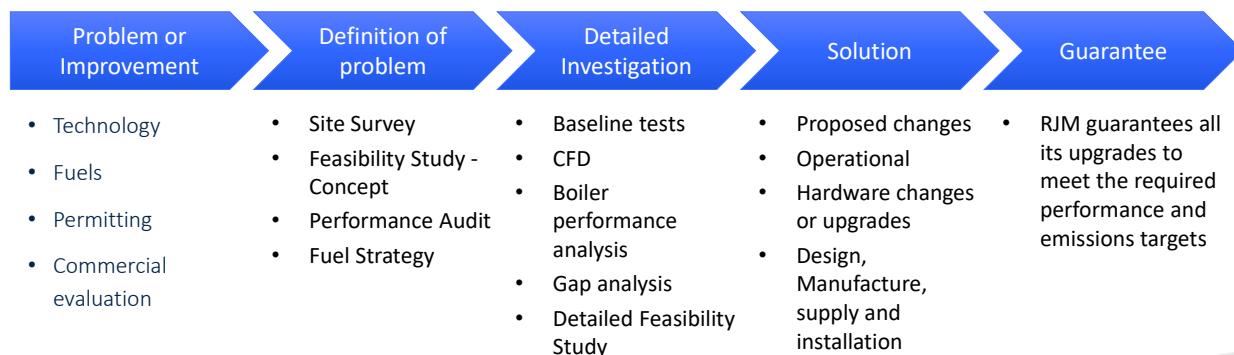 Problem or
Improvement
Definition of
problem
Detailed
Investigation
Solution
Guarantee
• Technology
• Fuels
• Permitting
• Commercial
evaluation
• Site Survey
• Feasibility Study -
Concept
• Performance Audit
• Fuel Strategy
• Baseline tests
• CFD
• Boiler
performance
analysis
• Gap analysis
• Detailed Feasibility
Study
• Proposed changes
• Operational
• Hardware changes
or upgrades
• Design,
Manufacture,
supply and
installation
• RJM guarantees all
its upgrades to
meet the required
performance and
emissions targets